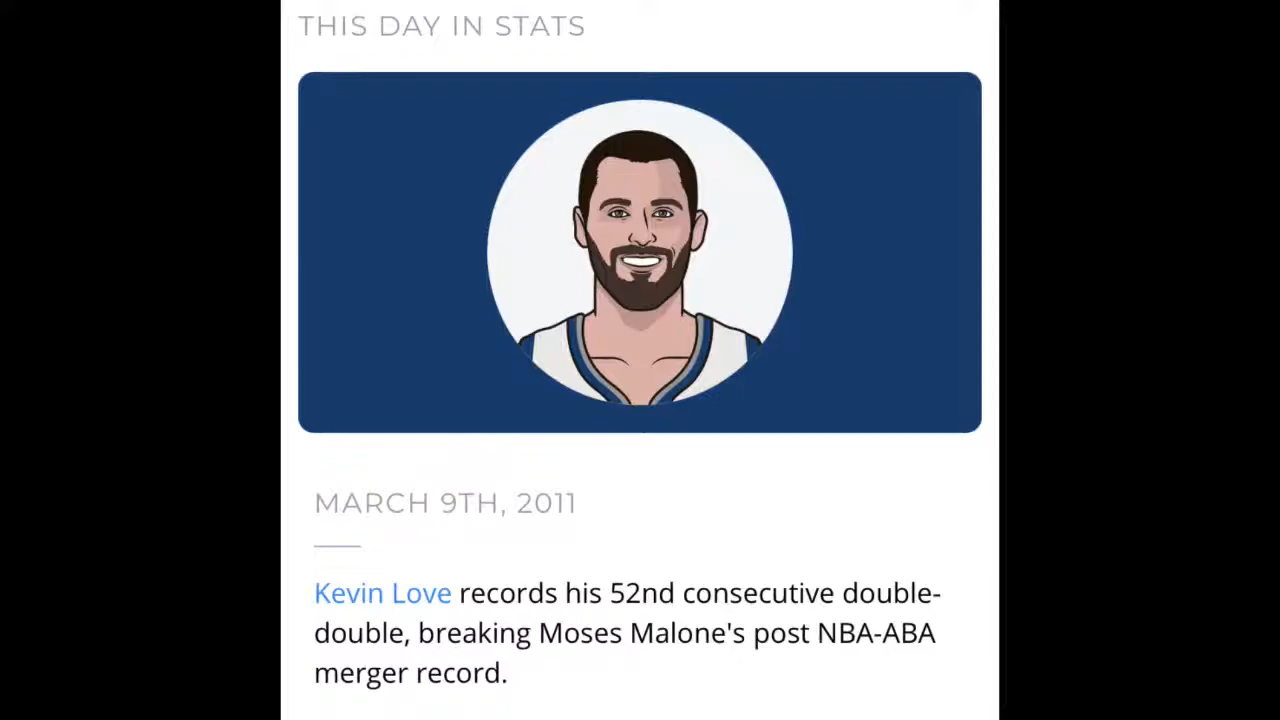 THIS DAY IN STATS
MARCH 9TH, 2011
Kevin Love records his 52nd consecutive double-
double, breaking Moses Malone's post NBA-ABA
merger record.